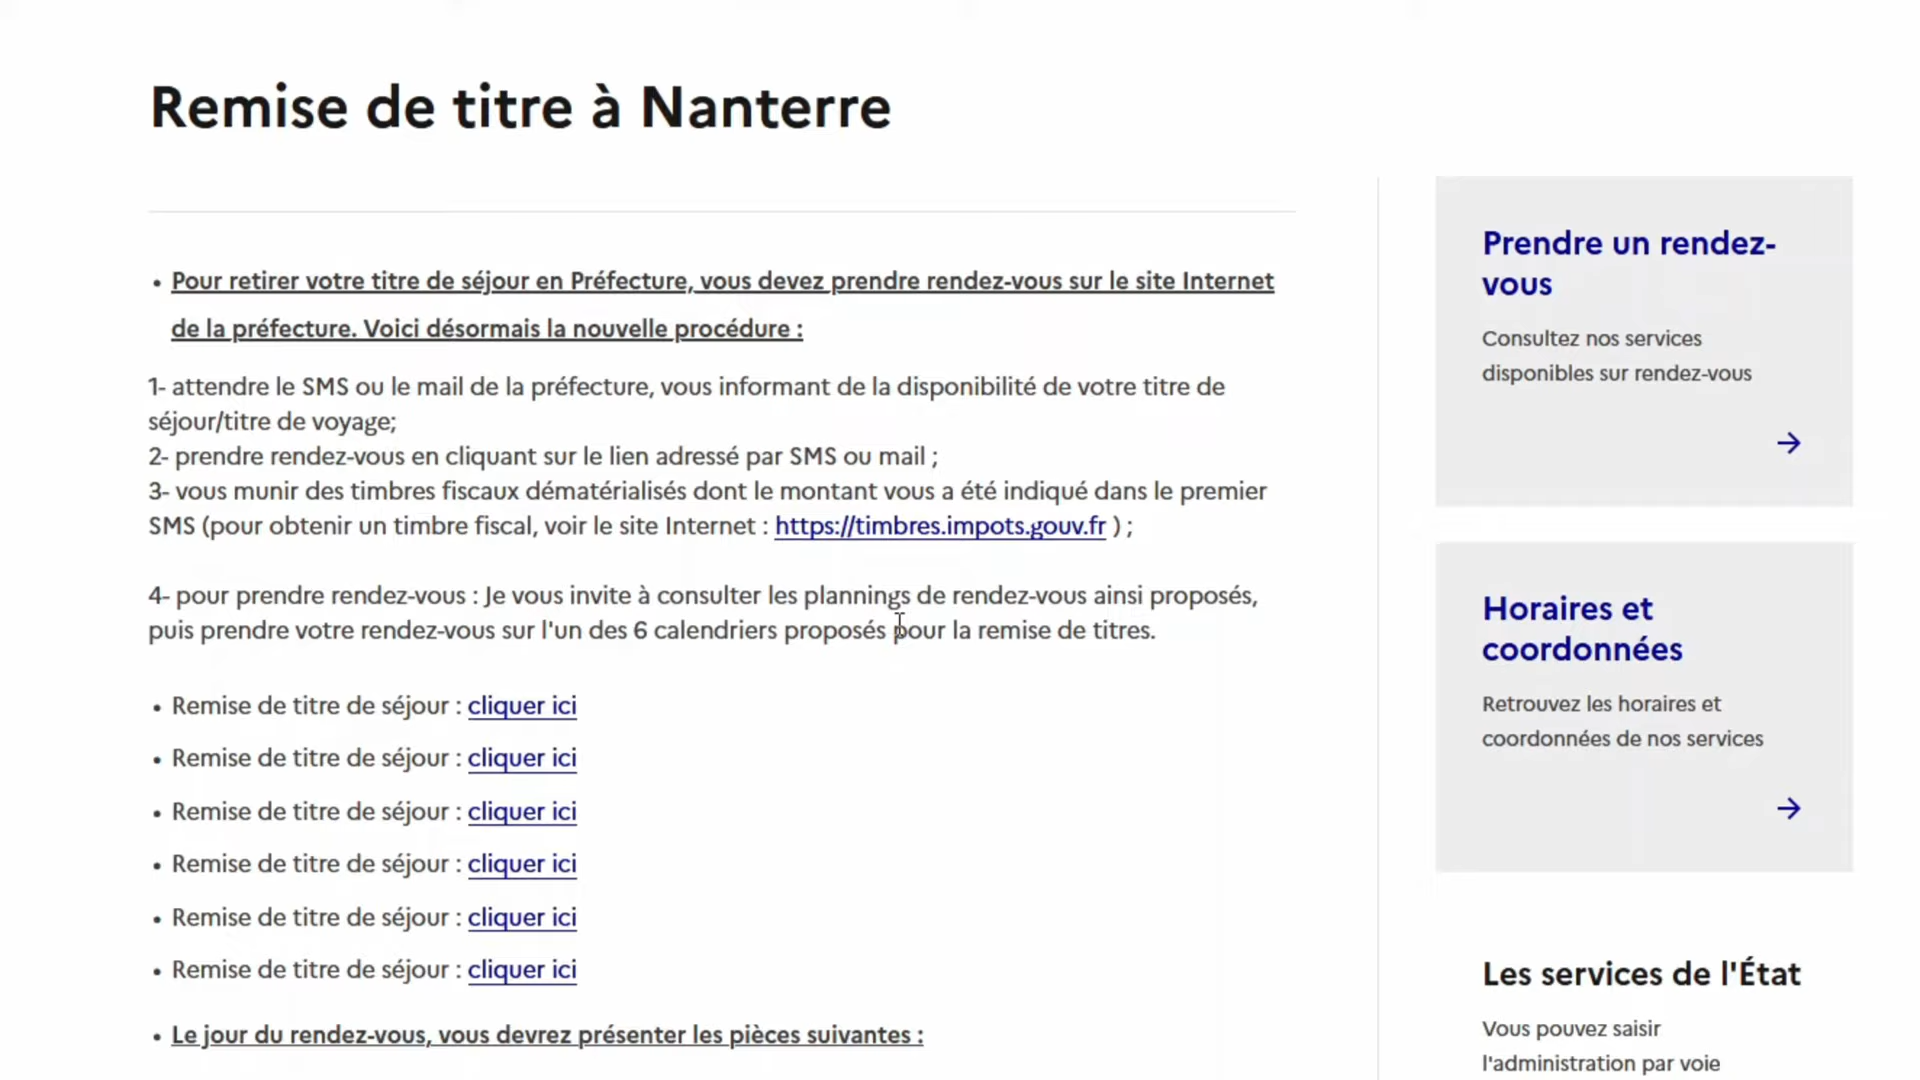 Remise de titre à Nanterre
• Pour retirer votre titre de séjour en Préfecture, vous devez prendre rendez-vous sur le site Internet
de la préfecture. Voici désormais la nouvelle procédure :
1- attendre le SMS ou le mail de la préfecture, vous informant de la disponibilité de votre titre de
séjour/titre de voyage;
2- prendre rendez-vous en cliquant sur le lien adressé par SMS ou mail ;
3- vous munir des timbres fiscaux dématérialisés dont le montant vous a été indiqué dans le premier
SMS (pour obtenir un timbre fiscal, voir le site Internet : https://timbres.impots.gouv.fr ) ;
4- pour prendre rendez-vous : Je vous invite à consulter les plannings de rendez-vous ainsi proposés,
puis prendre votre rendez-vous sur l'un des 6 calendriers proposés pour la remise de titres.
• Remise de titre de séjour : cliquer ici
• Remise de titre de séjour : cliquer ici
• Remise de titre de séjour : cliquer ici
• Remise de titre de séjour : cliquer ici
• Remise de titre de séjour : cliquer ici
• Remise de titre de séjour : cliquer ici
• Le jour du rendez-vous, vous devrez présenter les pièces suivantes :
Prendre un rendez-
vous
Consultez nos services
disponibles sur rendez-vous
Horaires et
coordonnées
Retrouvez les horaires et
coordonnées de nos services
Les services de l'État
Vous pouvez saisir
l'administration par voie